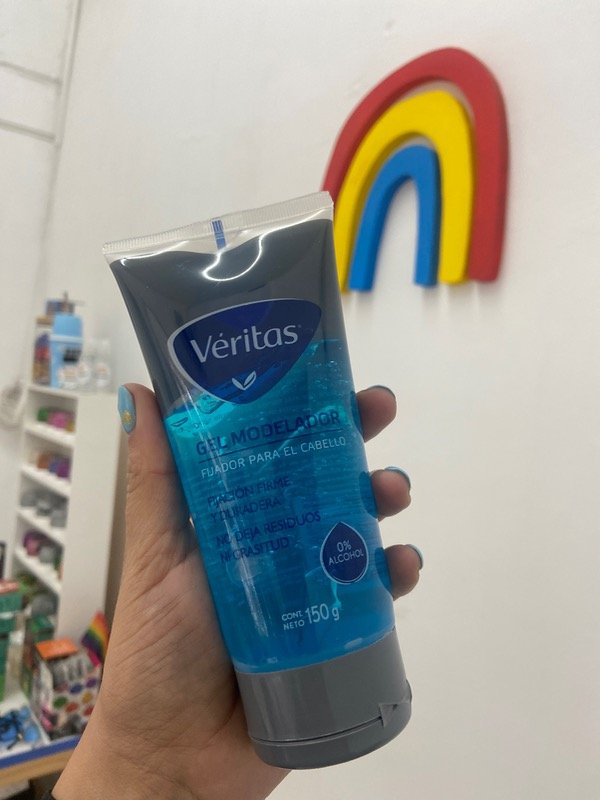 Véritas®
GEL MODELADOR
FIJADOR PARA EL CABELLO
FIJACIÓN FIRME
Y DURADERA
NO DEJA RESIDUOS
NI GRASITUD
0%
ALCOHOL
CONT.
NETO 150 g